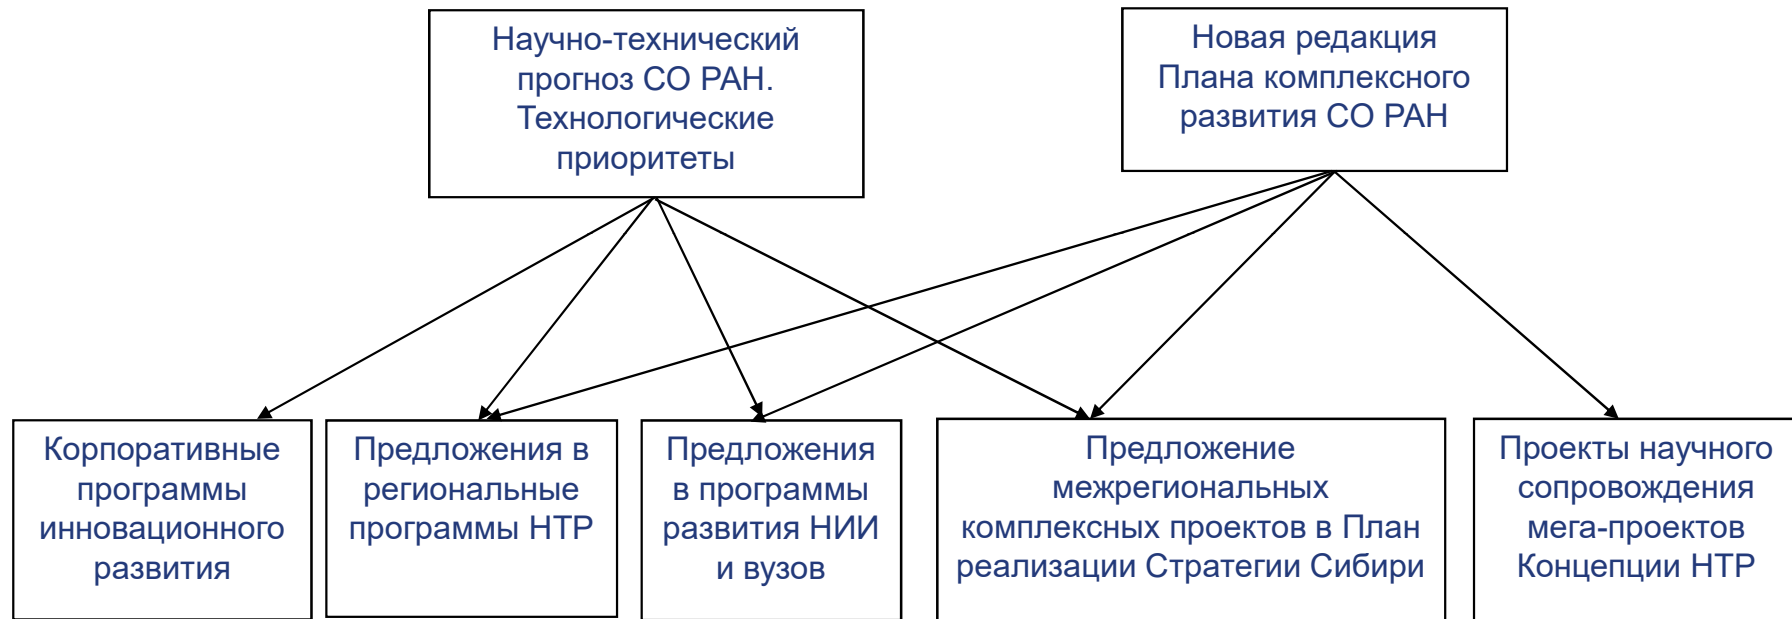 Научно-технический
прогноз СО РАН.
Технологические
приоритеты
Новая редакция
Плана комплексного
развития СО РАН
Корпоративные
программы
инновационного
развития
Предложения в
региональные
программы НТР
Предложения
в программы
развития НИИ
и вузов
Предложение
межрегиональных
комплексных проектов в План
реализации Стратегии Сибири
Проекты научного
сопровождения
мега-проектов
Концепции НТР